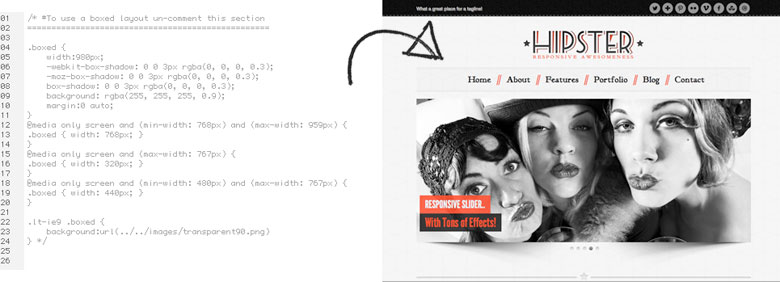 01 /* #To use a boxed layout un-comment this section
02 ==================================================
03
04 .boxed {
05 width:980px;
06 -webkit-box-shadow: 0 0 3px rgba(0, 0, 0, 0.3);
07 -moz-box-shadow: 0 0 3px rgba(0, 0, 0, 0.3);
08 box-shadow: 0 0 3px rgba(0, 0, 0, 0.3);
09 background: rgba(255, 255, 255, 0.9);
10 margin:0 auto;
11 }
12 @media only screen and (min-width: 768px) and (max-width: 959px) {
13 .boxed { width: 768px; }
14 }
15 @media only screen and (max-width: 767px) {
16 .boxed { width: 320px; }
17 }
18 @media only screen and (min-width: 480px) and (max-width: 767px) {
19 .boxed { width: 440px; }
20 }
21
22 .lt-ie9 .boxed {
23 background:url(../../images/transparent90.png)
24 } */
25
26
What a great place for a tagline!
HIPSTER
RESPONSIVE AWESOMENESS
Home // About // Features // Portfolio // Blog // Contact
RESPONSIVE SLIDER..
With Tons of Effects!